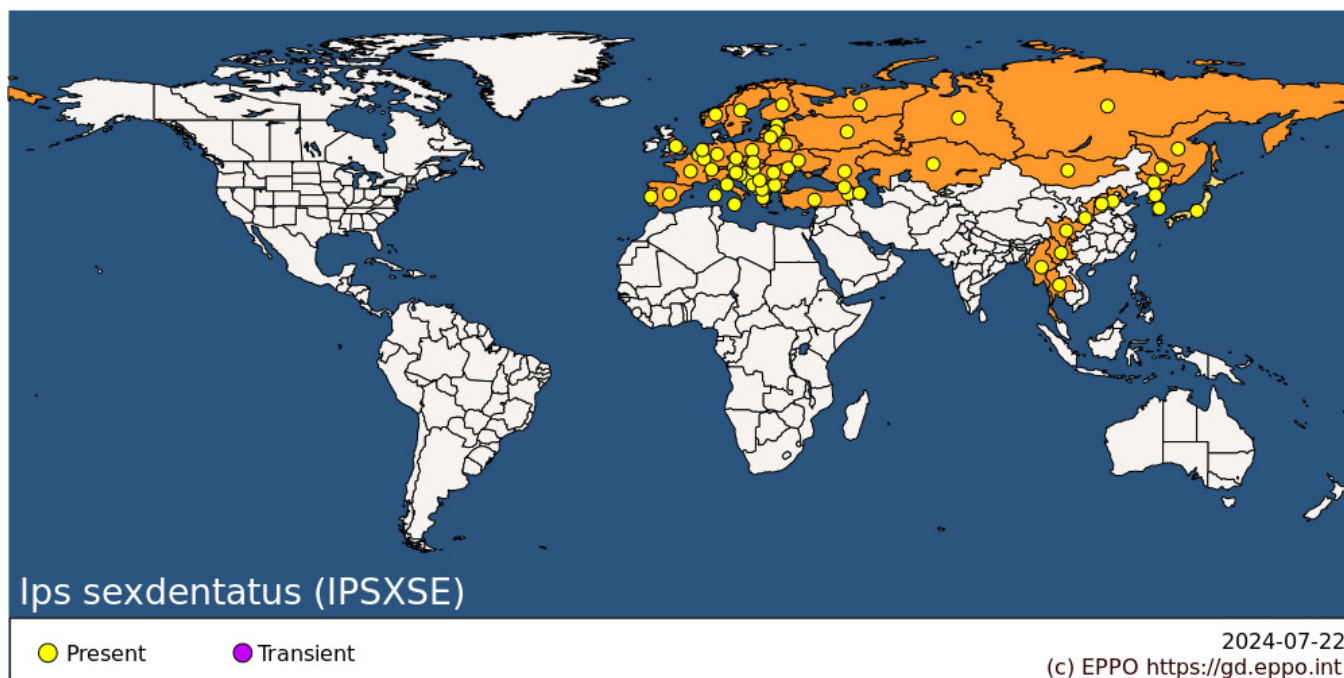 Ips sexdentatus (IPSXSE)
Present
Transient
2024-07-22
(c) EPPO https://gd.eppo.int